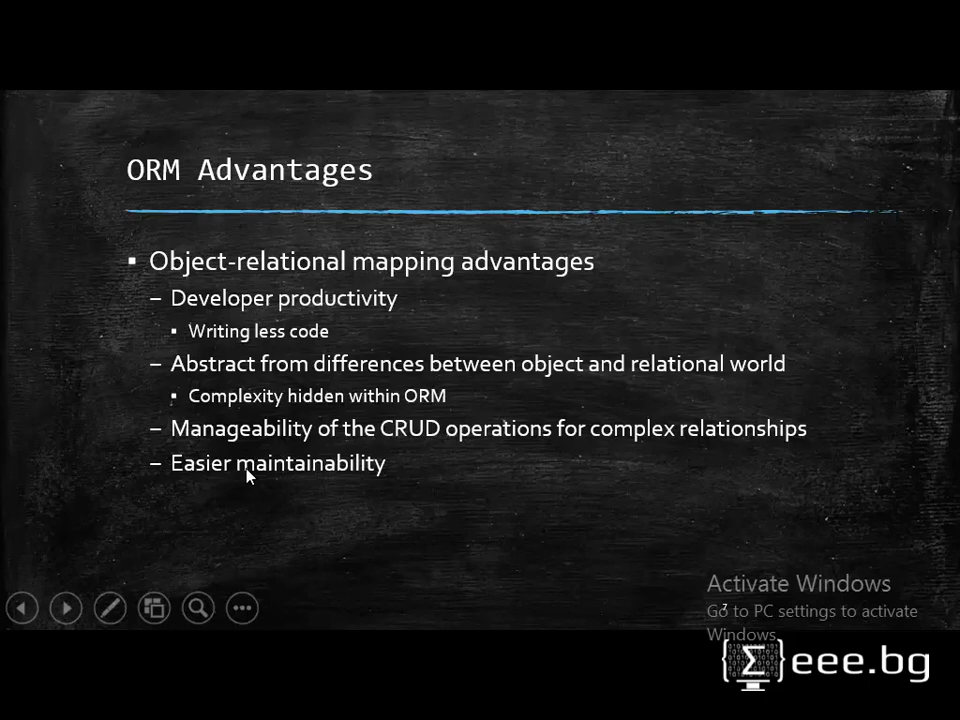 ORM Advantages
▪ Object-relational mapping advantages
– Developer productivity
▪ Writing less code
– Abstract from differences between object and relational world
▪ Complexity hidden within ORM
– Manageability of the CRUD operations for complex relationships
– Easier maintainability
Activate Windows
Go to PC settings to activate
Windows.
7
{Σ}eee.bg